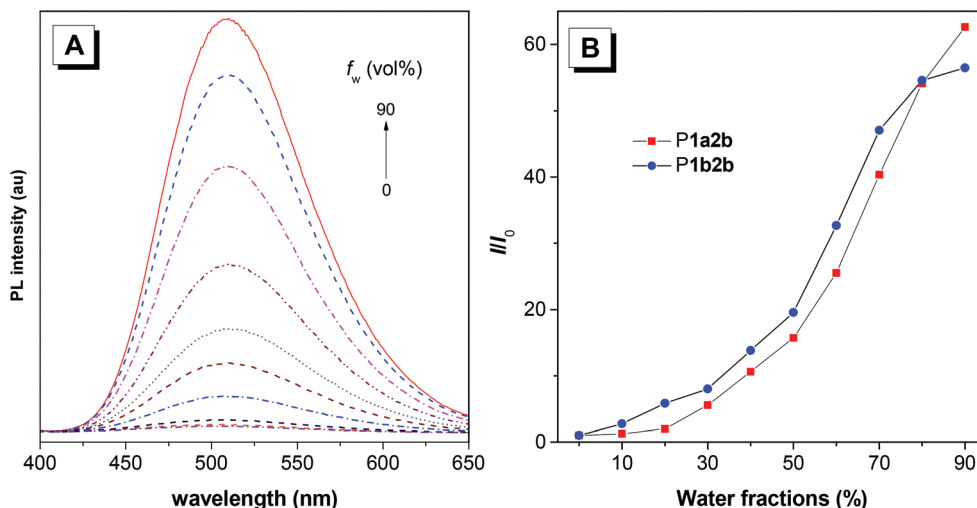 A
PL intensity (au)
f_w (vol%)
90
0
400 450 500 550 600 650
wavelength (nm)
B
I/I_0
60
40
20
0
P1a2b
P1b2b
10 30 50 70 90
Water fractions (%)